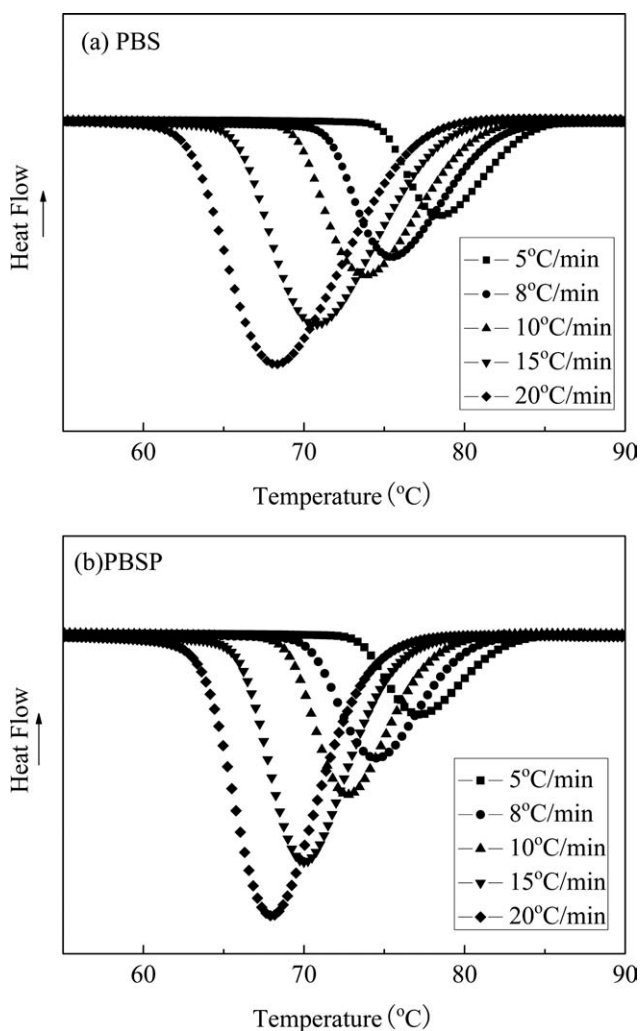 (a) PBS
Heat Flow
5°C/min
8°C/min
10°C/min
15°C/min
20°C/min
60 70 80 90
Temperature (°C)
(b)PBSP
Heat Flow
5°C/min
8°C/min
10°C/min
15°C/min
20°C/min
60 70 80 90
Temperature (°C)